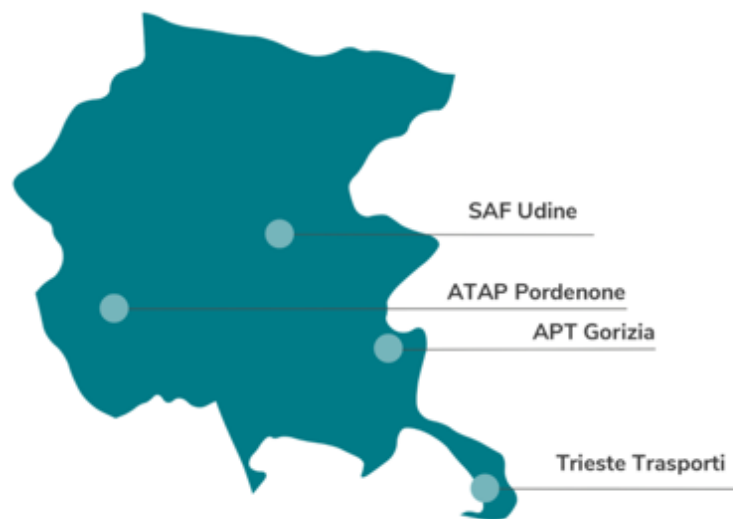 SAF Udine
ATAP Pordenone
APT Gorizia
Trieste Trasporti